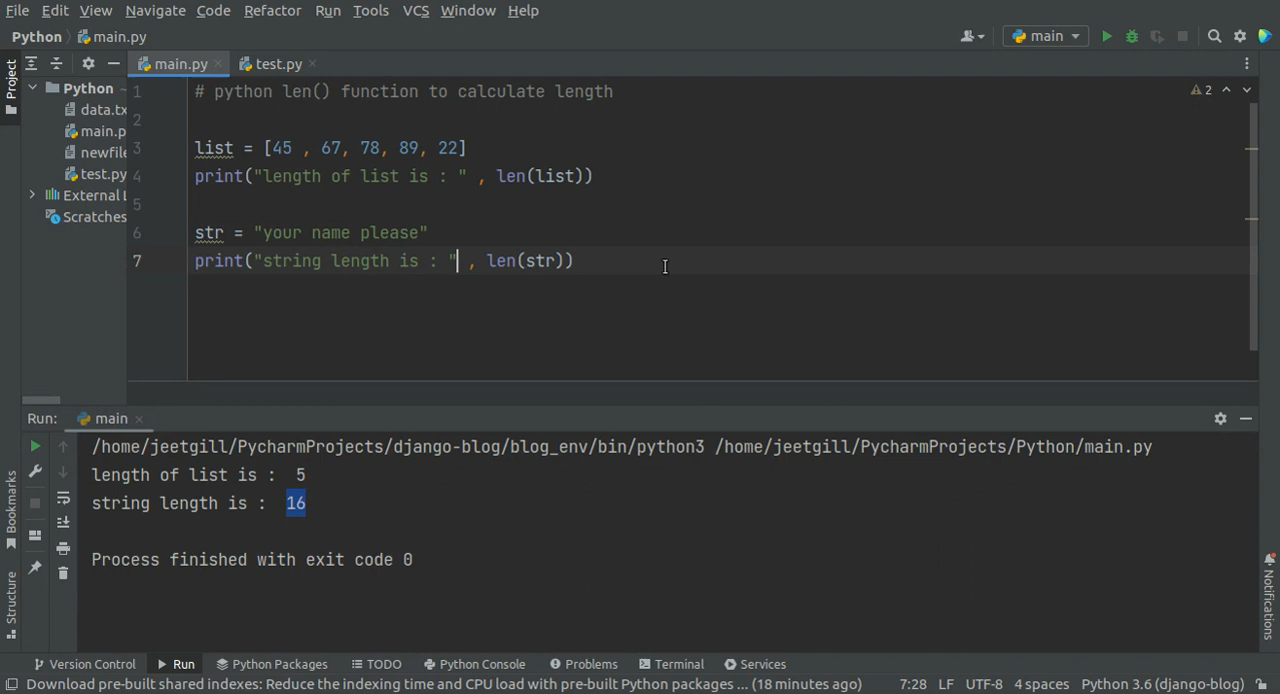 File Edit View Navigate Code Refactor Run Tools VCS Window Help
Python main.py main
Project main.py test.py
Python ~
data.tx
main.p
newfile
test.py
External L
Scratches
1 # python len() function to calculate length
2
3 list = [45 , 67, 78, 89, 22]
4 print("length of list is : " , len(list))
5
6 str = "your name please"
7 print("string length is : " , len(str))
2
Run: main
/home/jeetgill/PycharmProjects/django-blog/blog_env/bin/python3 /home/jeetgill/PycharmProjects/Python/main.py
length of list is : 5
string length is : 16
Process finished with exit code 0
Bookmarks
Structure
Notifications
Version Control Run Python Packages TODO Python Console Problems Terminal Services
Download pre-built shared indexes: Reduce the indexing time and CPU load with pre-built Python packages ... (18 minutes ago) 7:28 LF UTF-8 4 spaces Python 3.6 (django-blog)